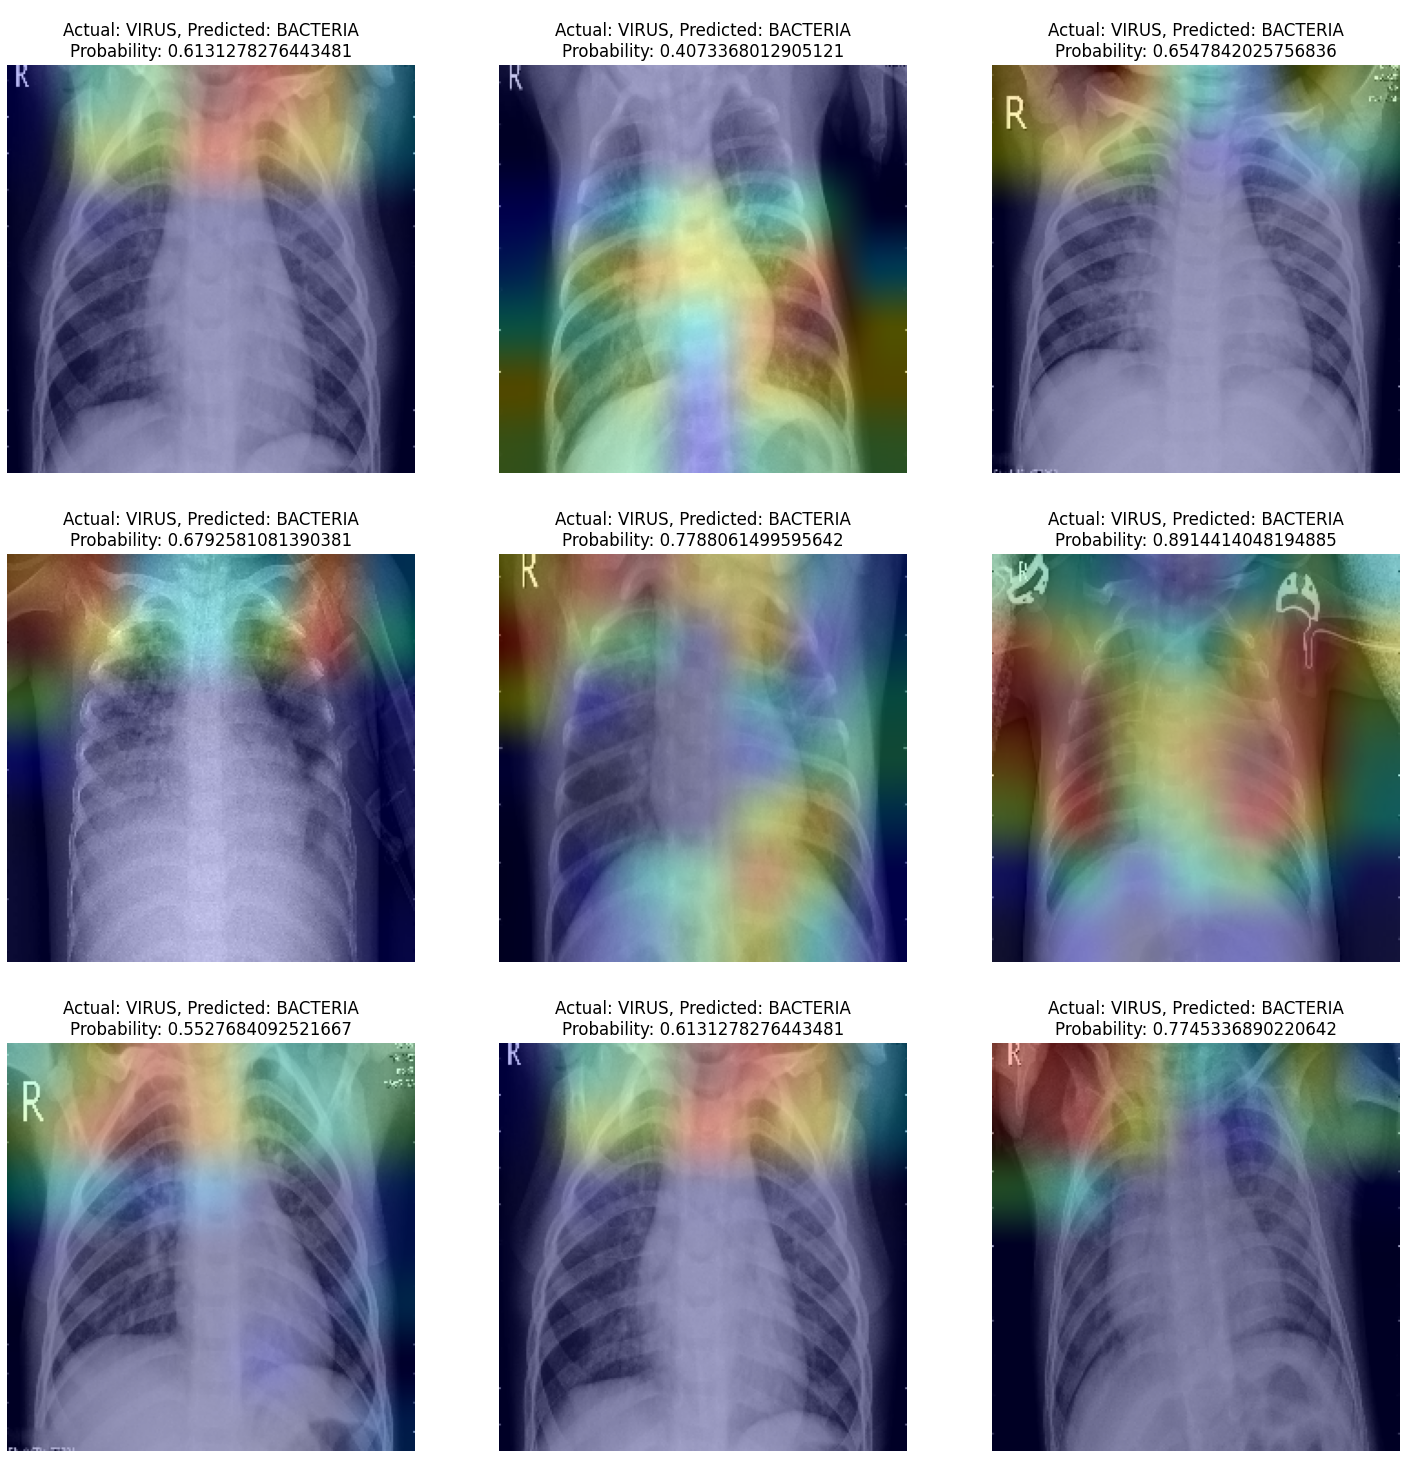 Actual: VIRUS, Predicted: BACTERIA
Probability: 0.6131278276443481
R
Actual: VIRUS, Predicted: BACTERIA
Probability: 0.4073368012905121
R
Actual: VIRUS, Predicted: BACTERIA
Probability: 0.6547842025756836
R
Actual: VIRUS, Predicted: BACTERIA
Probability: 0.6792581081390381
Actual: VIRUS, Predicted: BACTERIA
Probability: 0.7788061499595642
R
Actual: VIRUS, Predicted: BACTERIA
Probability: 0.8914414048194885
R
Actual: VIRUS, Predicted: BACTERIA
Probability: 0.5527684092521667
R
Actual: VIRUS, Predicted: BACTERIA
Probability: 0.6131278276443481
R
Actual: VIRUS, Predicted: BACTERIA
Probability: 0.7745336890220642
R